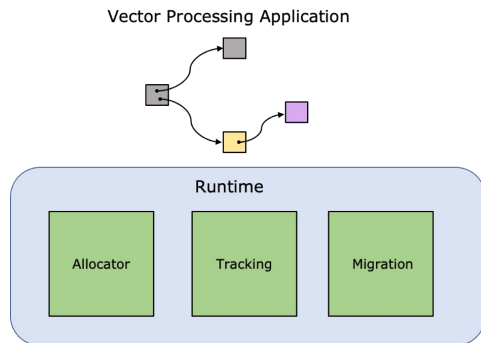 Vector Processing Application
Runtime
Allocator
Tracking
Migration